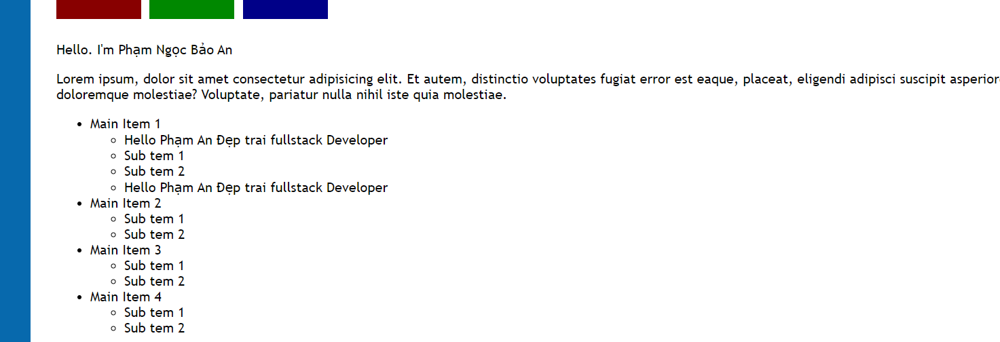 Hello. I'm Phạm Ngọc Bảo An
Lorem ipsum, dolor sit amet consectetur adipisicing elit. Et autem, distinctio voluptates fugiat error est eaque, placeat, eligendi adipisci suscipit
doloremque molestiae? Voluptate, pariatur nulla nihil iste quia molestiae.
Main Item 1
Hello Phạm An Đẹp trai fullstack Developer
Sub tem 1
Sub tem 2
Hello Phạm An Đẹp trai fullstack Developer
Main Item 2
Sub tem 1
Sub tem 2
Main Item 3
Sub tem 1
Sub tem 2
Main Item 4
Sub tem 1
Sub tem 2